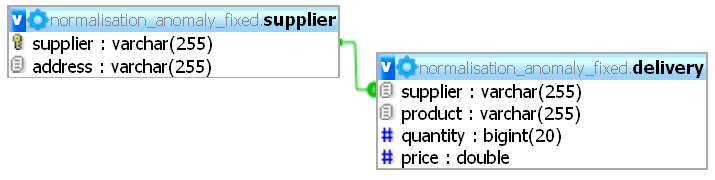 v normalisation_anomaly_fixed.supplier
supplier : varchar(255)
address : varchar(255)
v normalisation_anomaly_fixed.delivery
supplier : varchar(255)
product : varchar(255)
# quantity : bigint(20)
# price : double